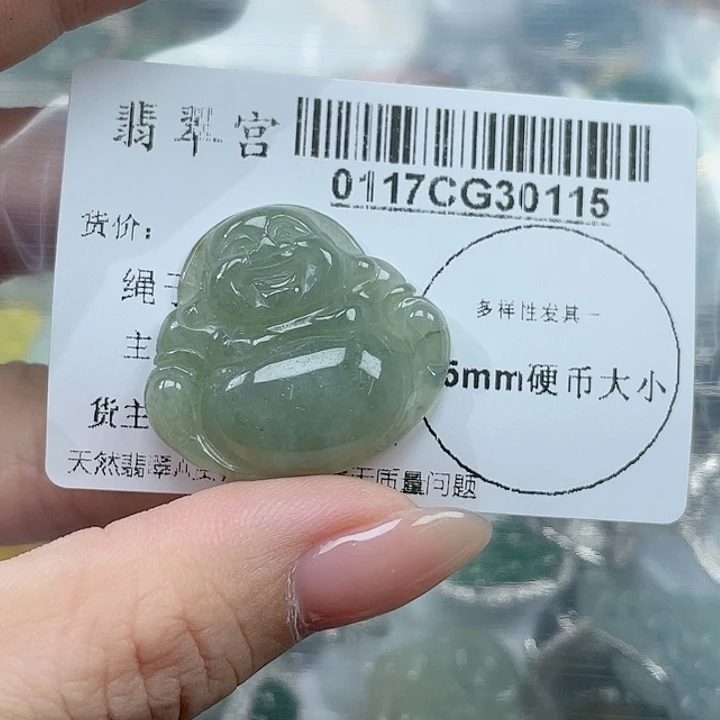 翡翠宫
0117CG30115
货价:
绳
多样性发其一
主
5mm硬币大小
货主
天然翡翠 质量问题